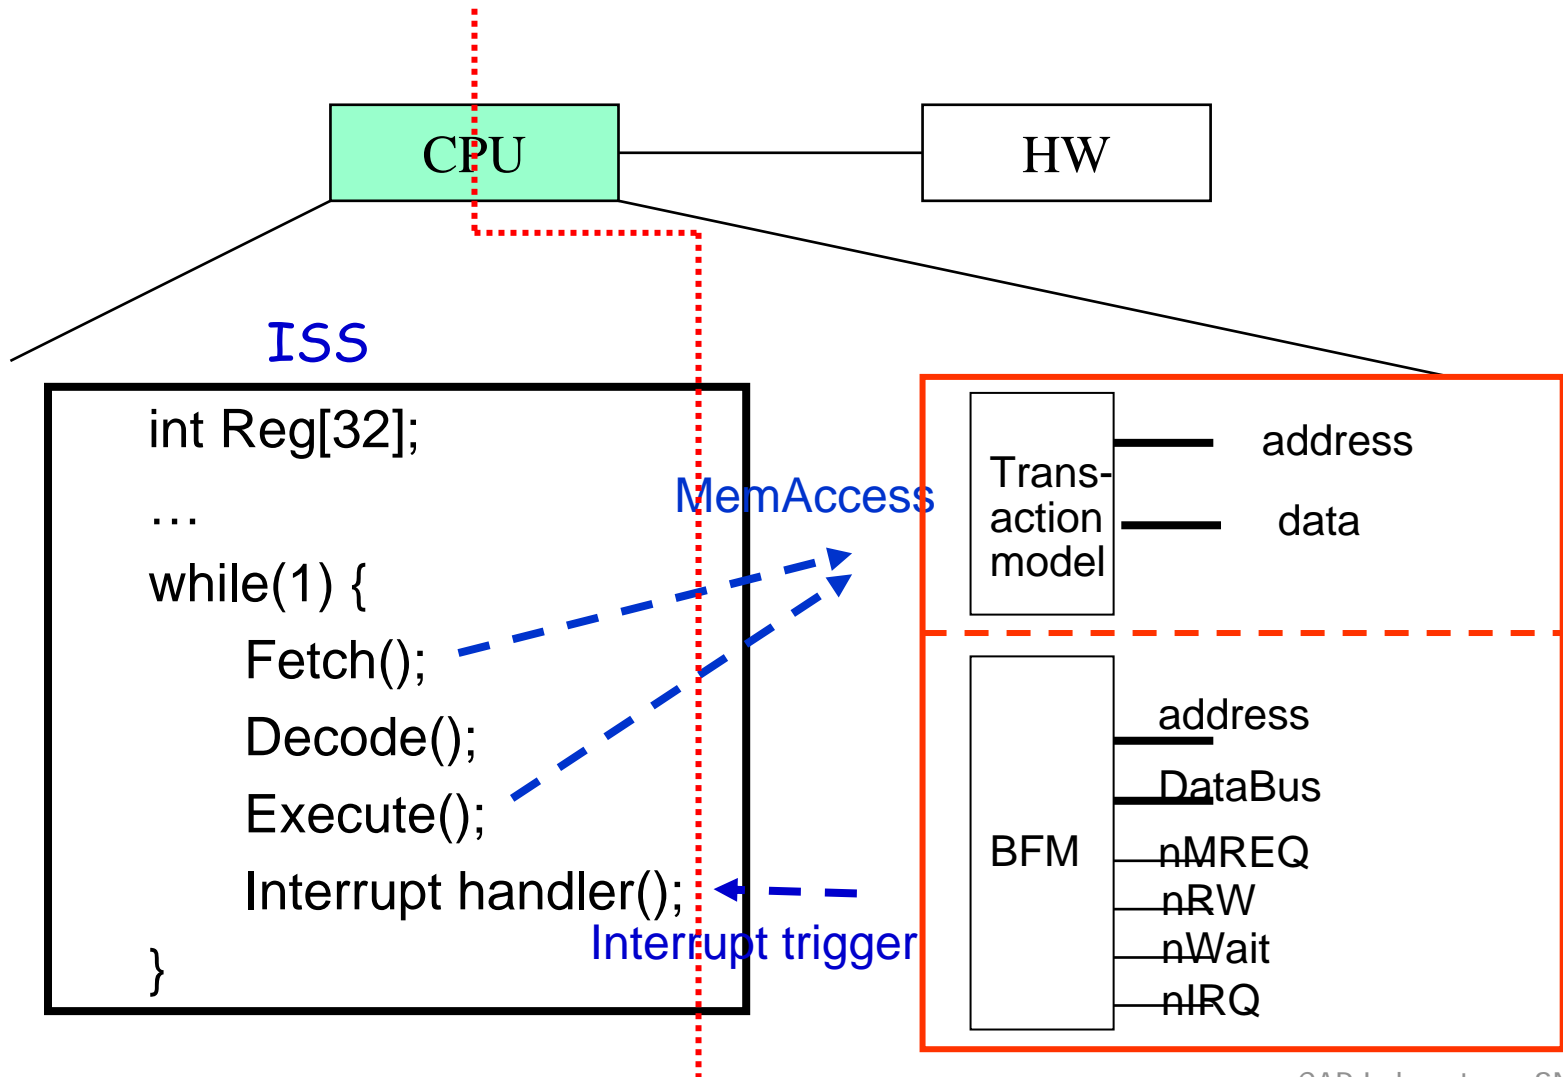 CPU
HW
ISS
int Reg[32];
…
while(1) {
Fetch();
Decode();
Execute();
Interrupt handler();
}
MemAccess
Interrupt trigger
Trans-
action
model
address
data
BFM
address
DataBus
nMREQ
nRW
nWait
nIRQ